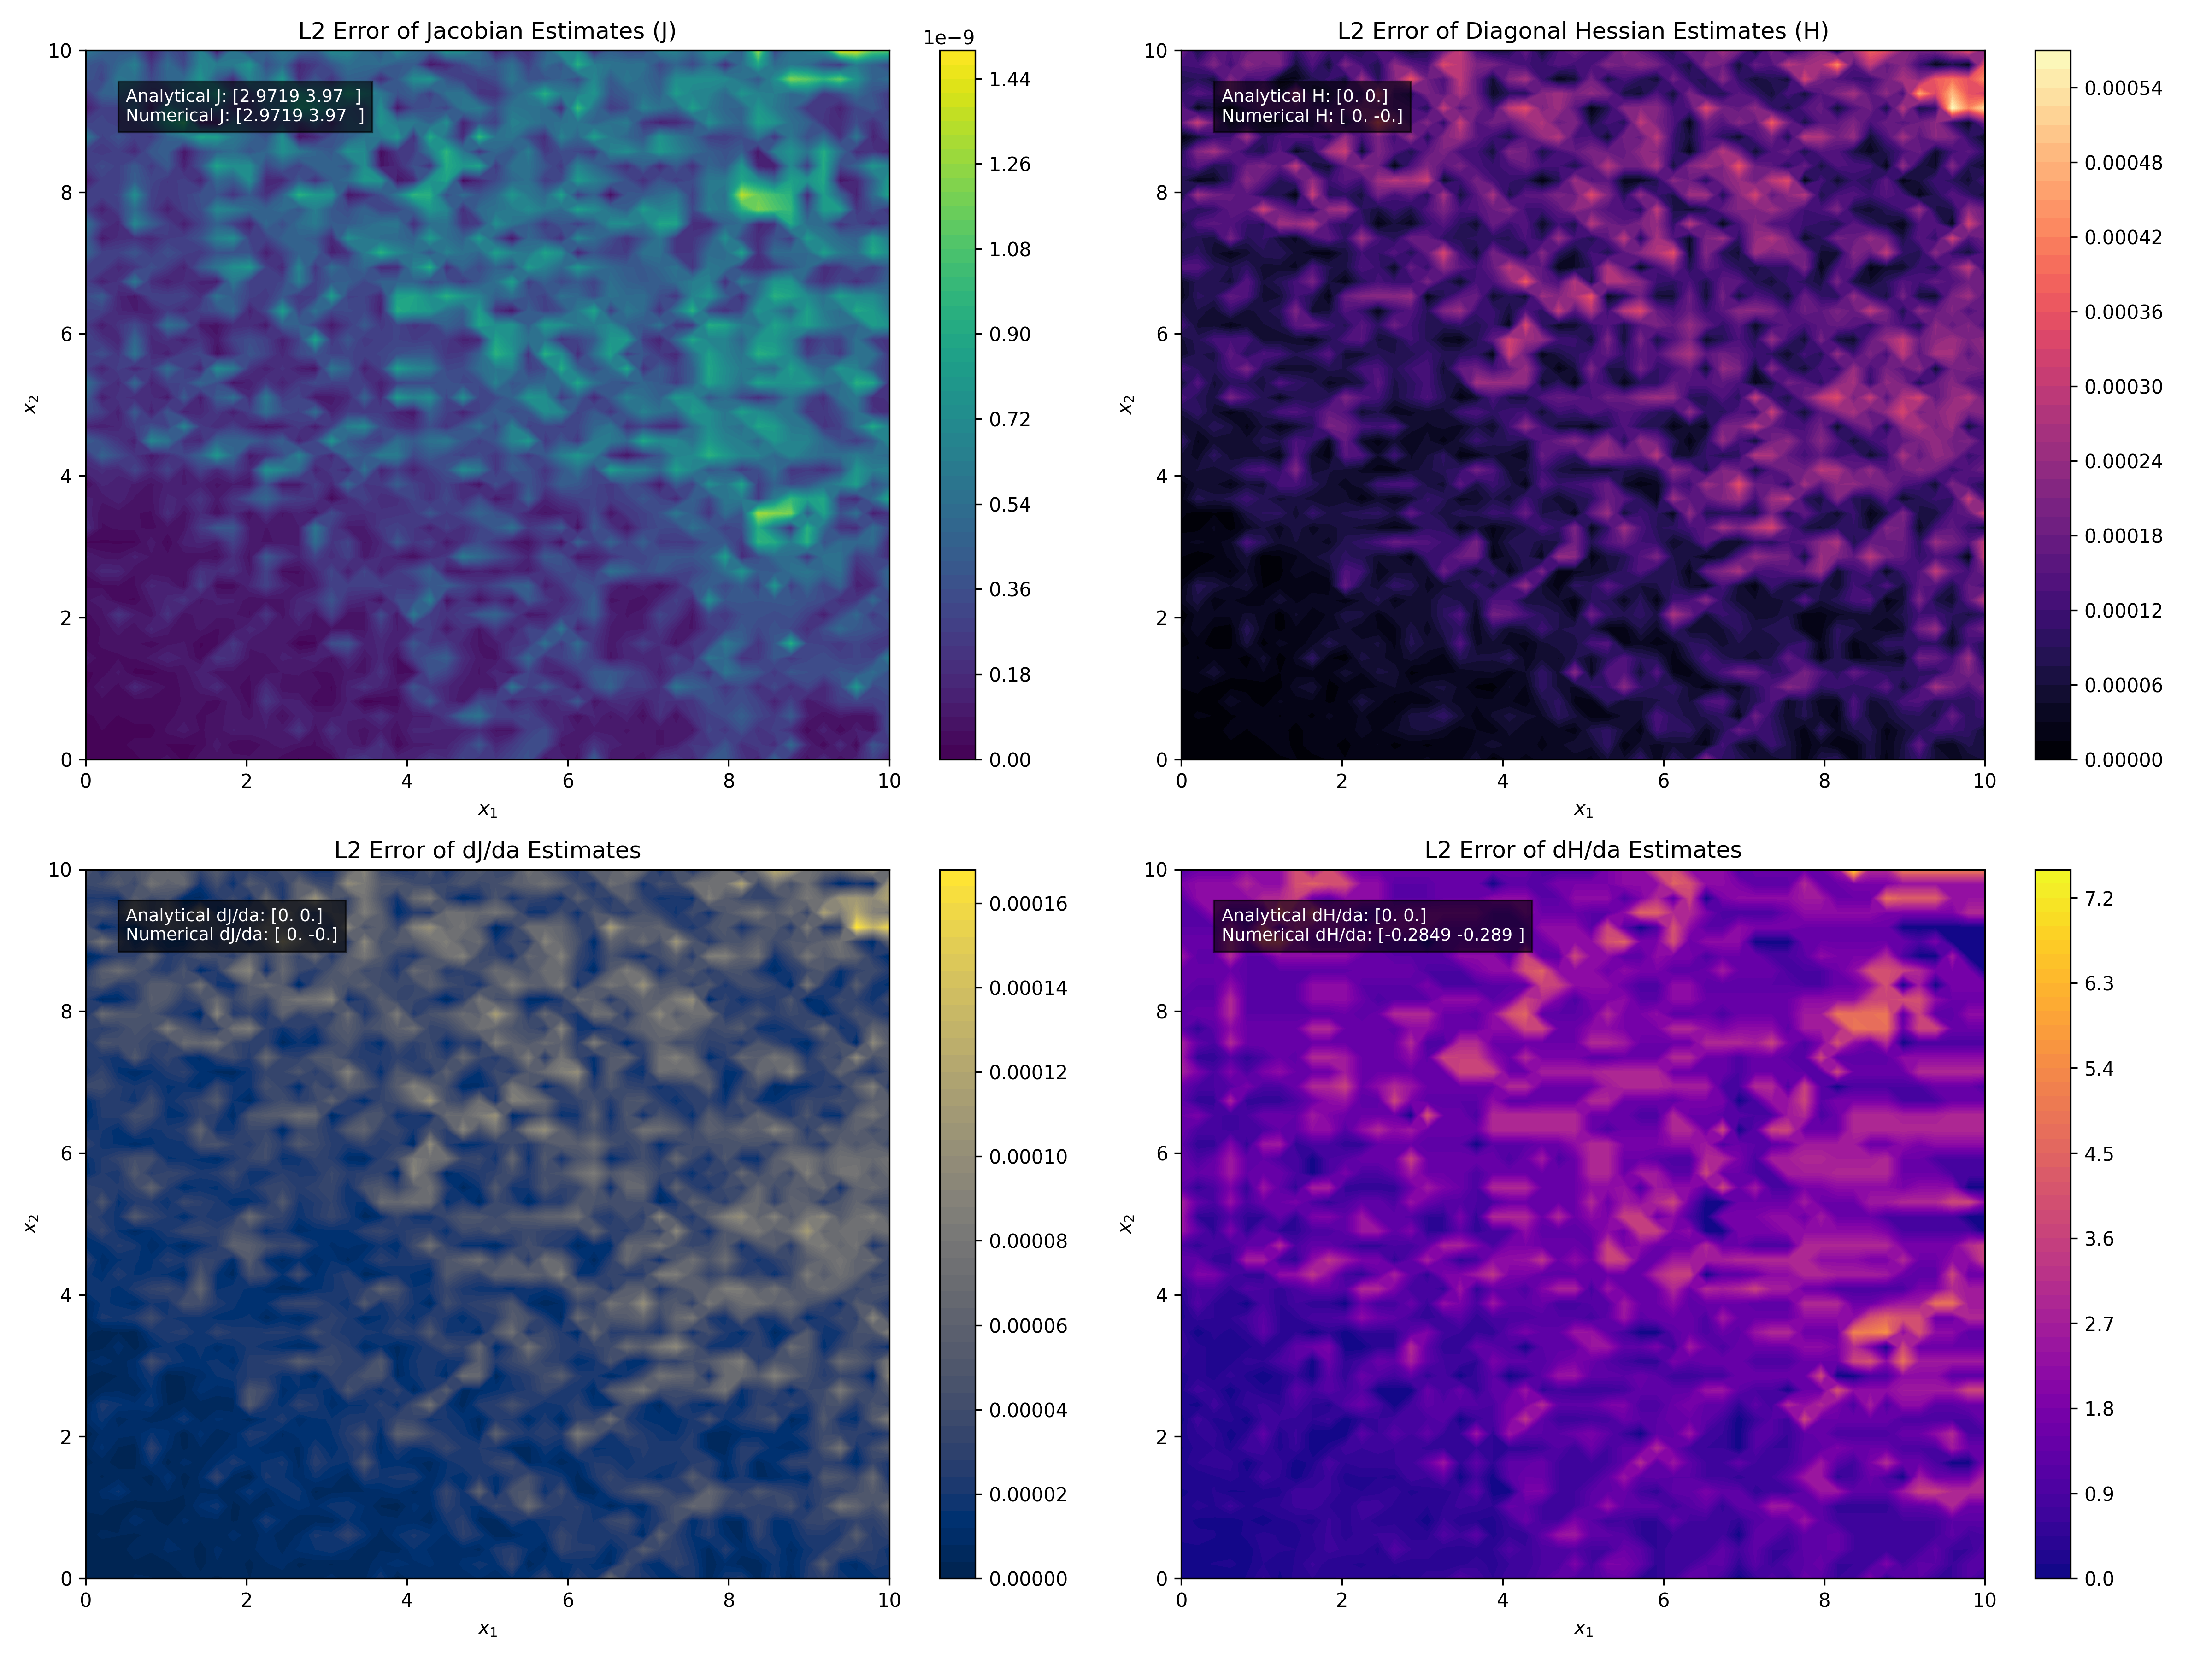 L2 Error of Jacobian Estimates (J)
1e−9
10
8
6
4
2
0
x2
Analytical J: [2.9719 3.97  ]
Numerical J: [2.9719 3.97  ]
0 2 4 6 8 10
x1
1.44
1.26
1.08
0.90
0.72
0.54
0.36
0.18
0.00
L2 Error of Diagonal Hessian Estimates (H)
10
8
6
4
2
0
x2
Analytical H: [0. 0.]
Numerical H: [ 0. -0.]
0 2 4 6 8 10
x1
0.00054
0.00048
0.00042
0.00036
0.00030
0.00024
0.00018
0.00012
0.00006
0.00000
L2 Error of dJ/da Estimates
10
8
6
4
2
0
x2
Analytical dJ/da: [0. 0.]
Numerical dJ/da: [ 0. -0.]
0 2 4 6 8 10
x1
0.00016
0.00014
0.00012
0.00010
0.00008
0.00006
0.00004
0.00002
0.00000
L2 Error of dH/da Estimates
10
8
6
4
2
0
x2
Analytical dH/da: [0. 0.]
Numerical dH/da: [-0.2849 -0.289 ]
0 2 4 6 8 10
x1
7.2
6.3
5.4
4.5
3.6
2.7
1.8
0.9
0.0